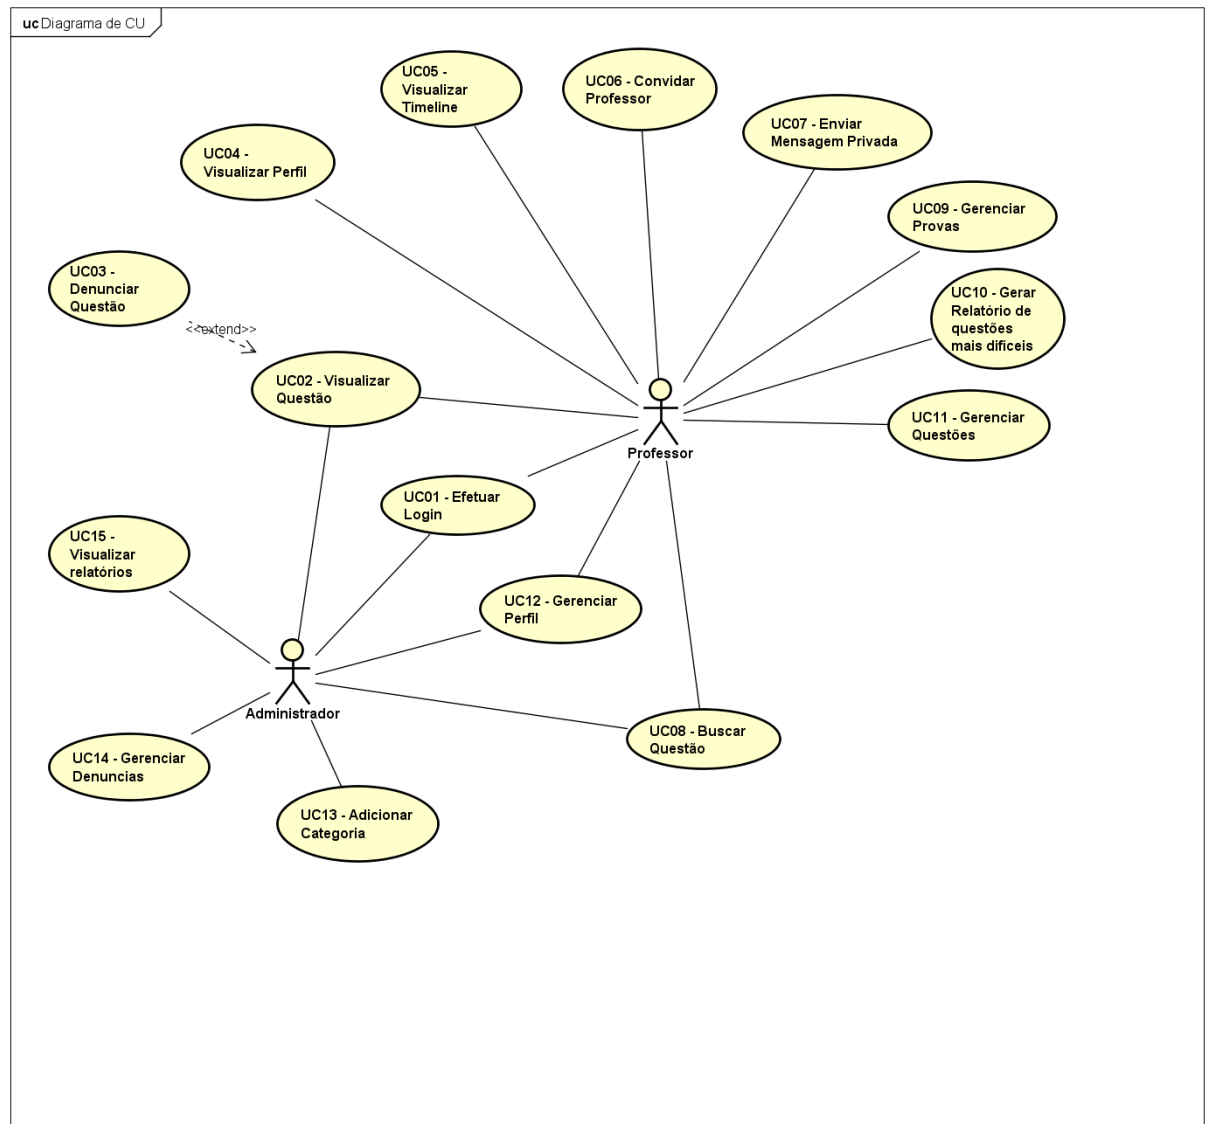 uc Diagrama de CU
UC05 -
Visualizar
Timeline
UC06 - Convidar
Professor
UC07 - Enviar
Mensagem Privada
UC04 -
Visualizar Perfil
UC09 - Gerenciar
Provas
UC03 -
Denunciar
Questão
<<extend>>
UC10 - Gerar
Relatório de
questões
mais difíceis
UC02 - Visualizar
Questão
UC11 - Gerenciar
Questões
Professor
UC01 - Efetuar
Login
UC15 -
Visualizar
relatórios
UC12 - Gerenciar
Perfil
Administrador
UC08 - Buscar
Questão
UC14 - Gerenciar
Denuncias
UC13 - Adicionar
Categoria